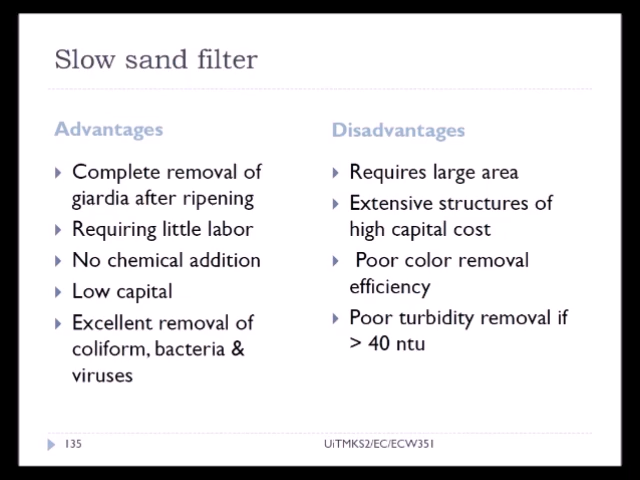 Slow sand filter
Advantages
Complete removal of
giardia after ripening
Requiring little labor
No chemical addition
Low capital
Excellent removal of
coliform, bacteria &
viruses
Disadvantages
Requires large area
Extensive structures of
high capital cost
Poor color removal
efficiency
Poor turbidity removal if
> 40 ntu
135
UiTMKS2/EC/ECW351